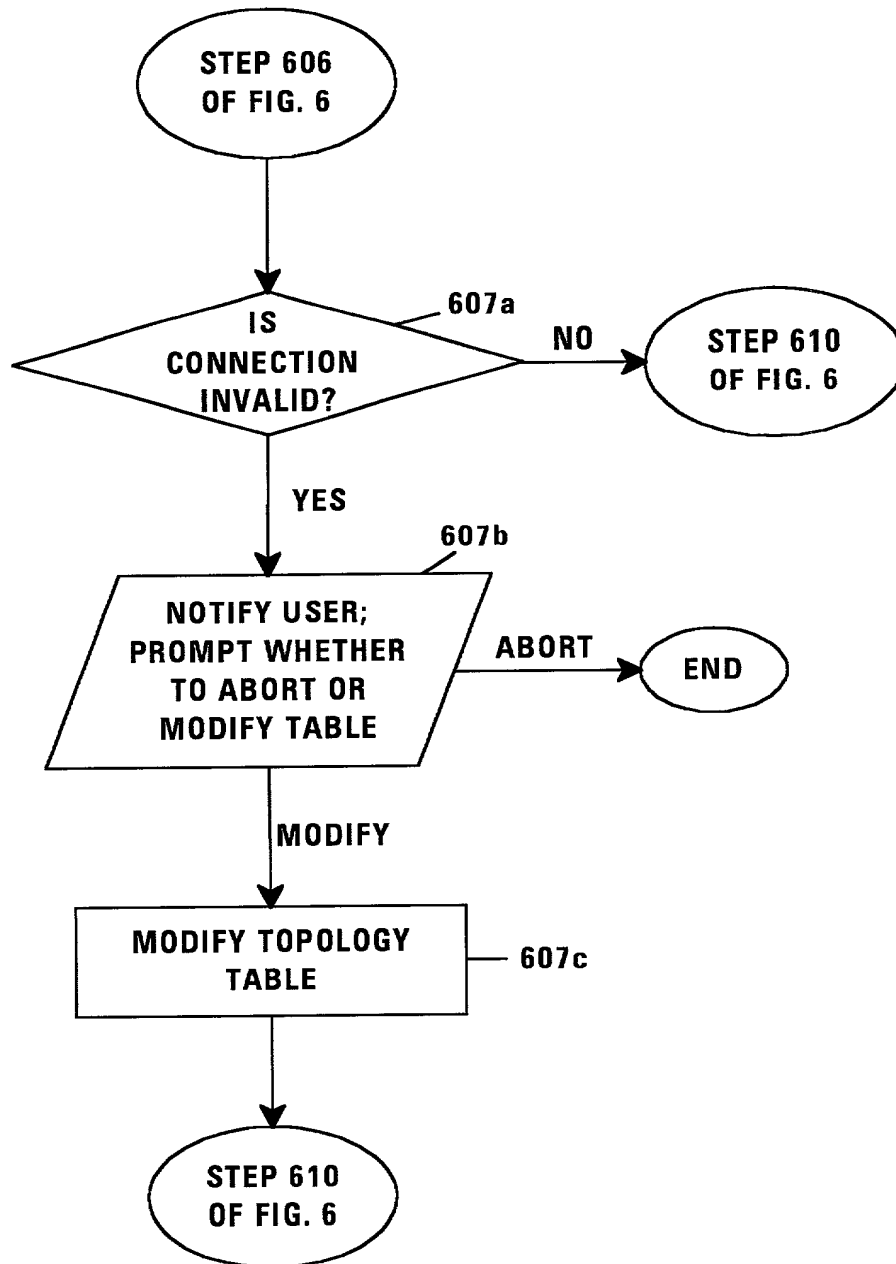 STEP 606
OF FIG. 6
607a
IS
CONNECTION
INVALID?
NO
STEP 610
OF FIG. 6
YES
607b
NOTIFY USER;
PROMPT WHETHER
TO ABORT OR
MODIFY TABLE
ABORT
END
MODIFY
MODIFY TOPOLOGY
TABLE
607c
STEP 610
OF FIG. 6